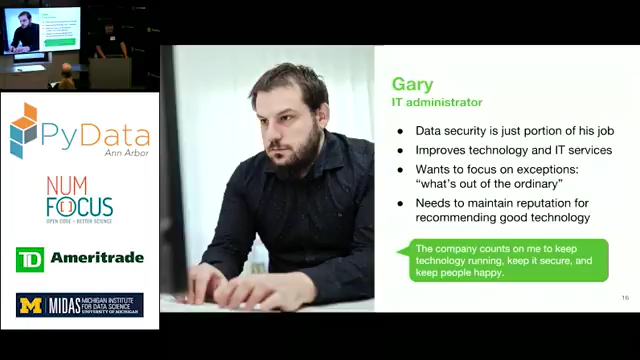 Gary
IT administrator
● Data security is just portion of his job
● Improves technology and IT services
● Wants to focus on exceptions:
"what's out of the ordinary"
● Needs to maintain reputation for
recommending good technology
The company counts on me to keep
technology running, keep it secure, and
keep people happy.
16
PyData
Ann Arbor
NUM
FOCUS
OPEN CODE = BETTER SCIENCE
TD Ameritrade
M MIDAS
MICHIGAN INSTITUTE
FOR DATA SCIENCE
UNIVERSITY OF MICHIGAN